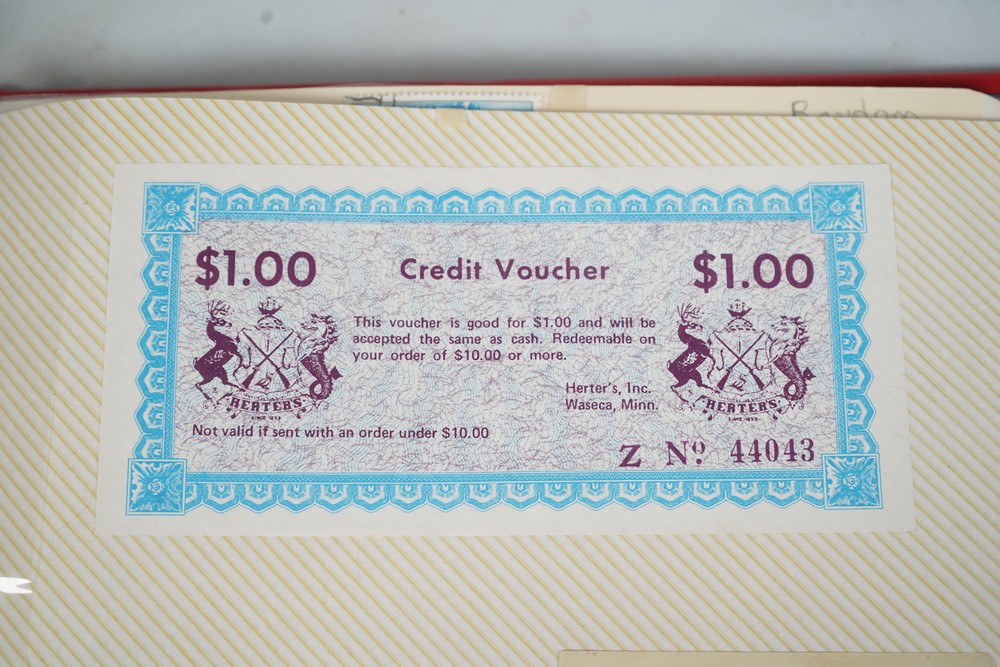 Random
$1.00 Credit Voucher $1.00
This voucher is good for $1.00 and will be
accepted the same as cash. Redeemable on
your order of $10.00 or more.
Herter's, Inc.
Waseca, Minn.
HERTER'S
HERTER'S
Not valid if sent with an order under $10.00
Z Nº 44043